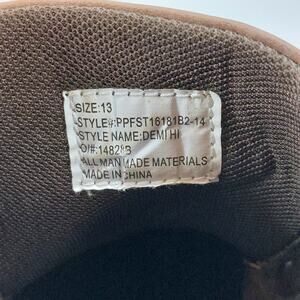 SIZE:13
STYLE#:PPFST16181B2-14
STYLE NAME:DEMI HI
O/#:14828B
ALL MAN MADE MATERIALS
MADE IN CHINA